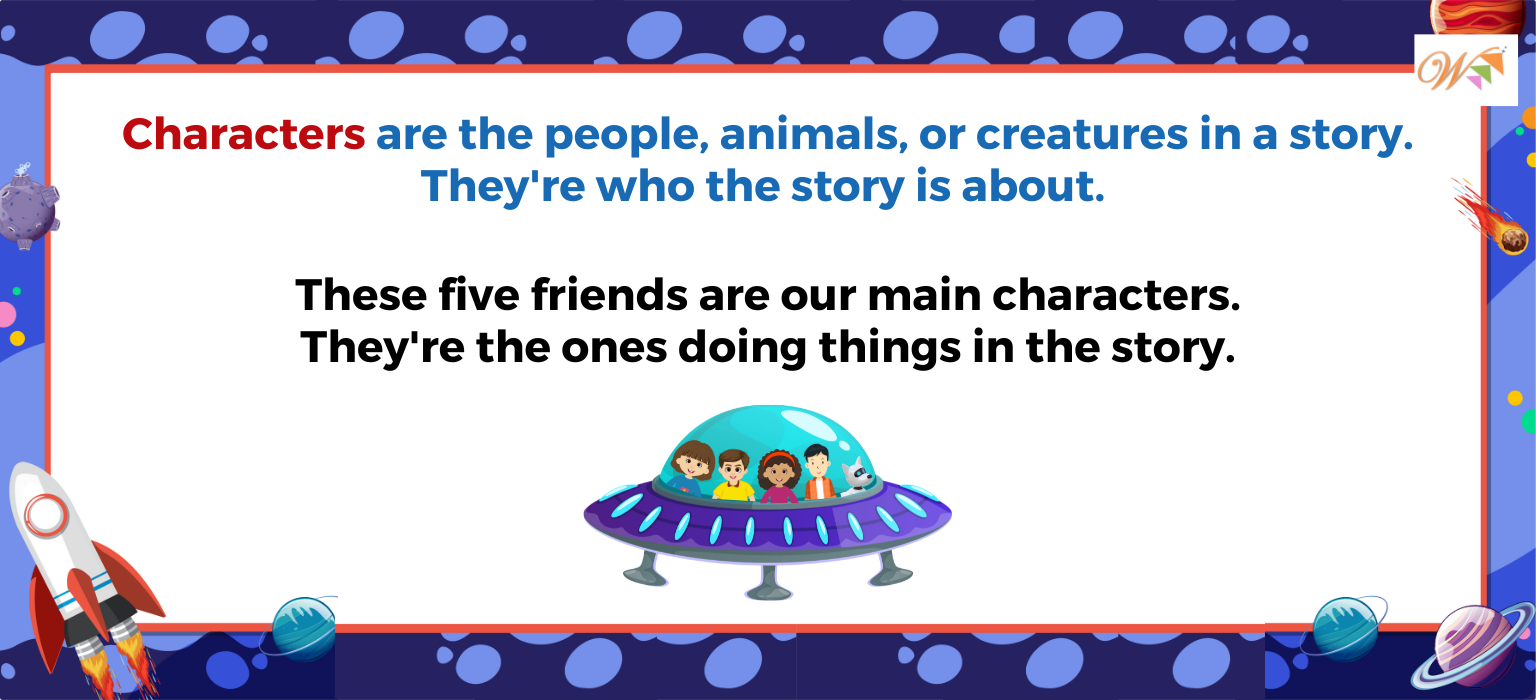 Characters are the people, animals, or creatures in a story.
They're who the story is about.
These five friends are our main characters.
They're the ones doing things in the story.
W